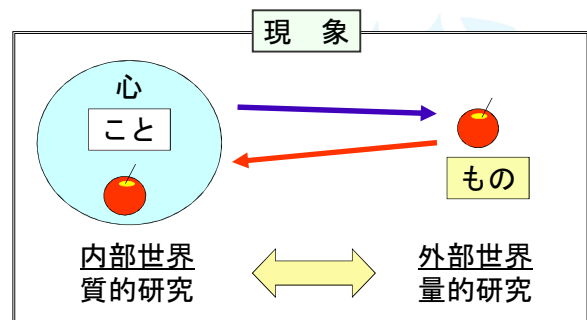 現　象
心
こと
もの
内部世界
質的研究
外部世界
量的研究